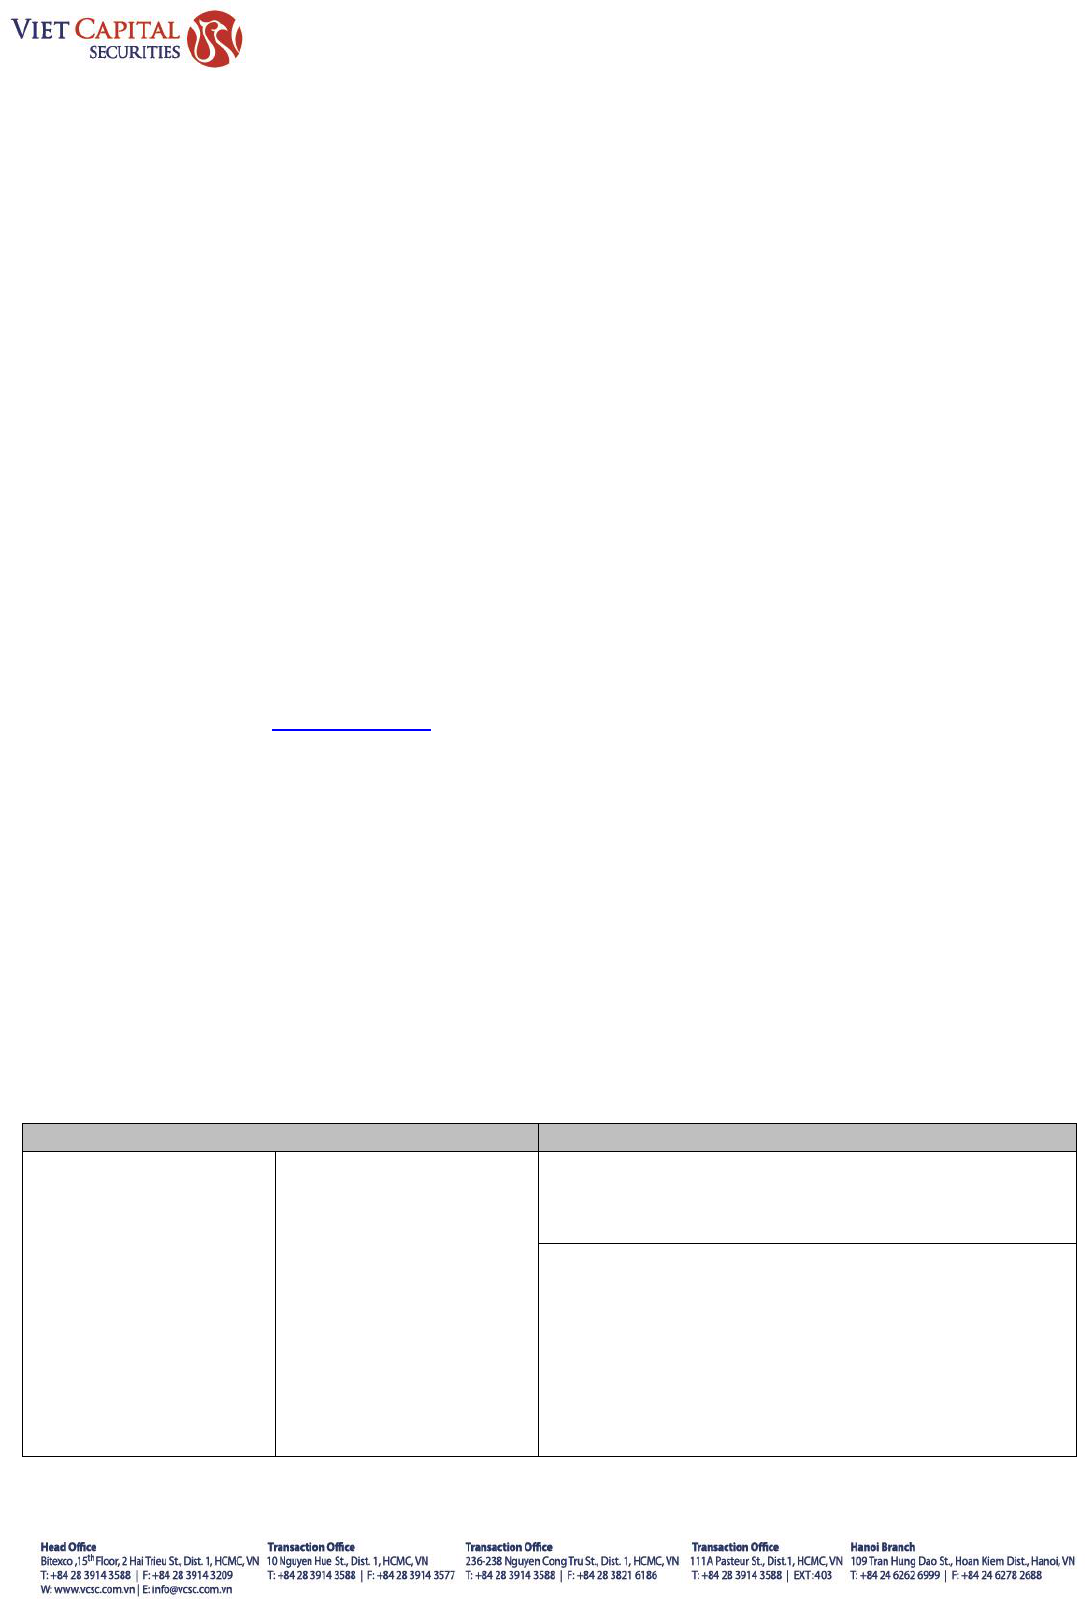 VIET CAPITAL
SECURITIES
Head Office
Bitexco ,15th Floor, 2 Hai Trieu St., Dist. 1, HCMC, VN
T: +84 28 3914 3588 | F: +84 28 3914 3209
W: www.vcsc.com.vn | E: info@vcsc.com.vn
Transaction Office
10 Nguyen Hue St., Dist. 1, HCMC, VN
T: +84 28 3914 3588 | F: +84 28 3914 3577
Transaction Office
236-238 Nguyen Cong Tru St., Dist. 1, HCMC, VN
T: +84 28 3914 3588 | F: +84 28 3821 6186
Transaction Office
111A Pasteur St., Dist.1, HCMC, VN
T: +84 28 3914 3588 | EXT: 403
Hanoi Branch
109 Tran Hung Dao St., Hoan Kiem Dist., Hanoi, VN
T: +84 24 6262 6999 | F: +84 24 6278 2688